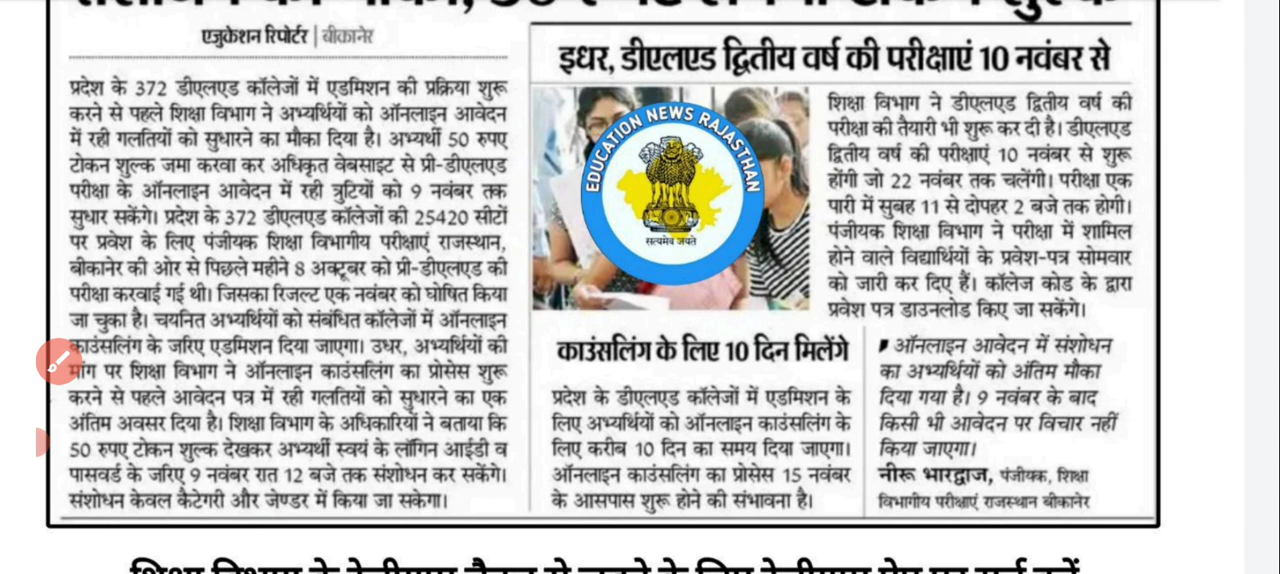 एजुकेशन रिपोर्टर | बीकानेर
प्रदेश के 372 डीएलएड कॉलेजों में एडमिशन की प्रक्रिया शुरू
करने से पहले शिक्षा विभाग ने अभ्यर्थियों को ऑनलाइन आवेदन
में रही गलतियों को सुधारने का मौका दिया है। अभ्यर्थी 50 रुपए
टोकन शुल्क जमा करवा कर अधिकृत वेबसाइट से प्री-डीएलएड
परीक्षा के ऑनलाइन आवेदन में रही त्रुटियों को 9 नवंबर तक
सुधार सकेंगे। प्रदेश के 372 डीएलएड कॉलेजों की 25420 सीटों
पर प्रवेश के लिए पंजीयक शिक्षा विभागीय परीक्षाएं राजस्थान,
बीकानेर की ओर से पिछले महीने 8 अक्टूबर को प्री-डीएलएड की
परीक्षा करवाई गई थी। जिसका रिजल्ट एक नवंबर को घोषित किया
जा चुका है। चयनित अभ्यर्थियों को संबंधित कॉलेजों में ऑनलाइन
काउंसलिंग के जरिए एडमिशन दिया जाएगा। उधर, अभ्यर्थियों की
मांग पर शिक्षा विभाग ने ऑनलाइन काउंसलिंग का प्रोसेस शुरू
करने से पहले आवेदन पत्र में रही गलतियों को सुधारने का एक
अंतिम अवसर दिया है। शिक्षा विभाग के अधिकारियों ने बताया कि
50 रुपए टोकन शुल्क देखकर अभ्यर्थी स्वयं के लॉगिन आईडी व
पासवर्ड के जरिए 9 नवंबर रात 12 बजे तक संशोधन कर सकेंगे।
संशोधन केवल कैटेगरी और जेण्डर में किया जा सकेगा।
इधर, डीएलएड द्वितीय वर्ष की परीक्षाएं 10 नवंबर से
EDUCATION NEWS RAJASTHAN
सत्यमेव जयते
शिक्षा विभाग ने डीएलएड द्वितीय वर्ष की
परीक्षा की तैयारी भी शुरू कर दी है। डीएलएड
द्वितीय वर्ष की परीक्षाएं 10 नवंबर से शुरू
होंगी जो 22 नवंबर तक चलेंगी। परीक्षा एक
पारी में सुबह 11 से दोपहर 2 बजे तक होगी।
पंजीयक शिक्षा विभाग ने परीक्षा में शामिल
होने वाले विद्यार्थियों के प्रवेश-पत्र सोमवार
को जारी कर दिए हैं। कॉलेज कोड के द्वारा
प्रवेश पत्र डाउनलोड किए जा सकेंगे।
काउंसलिंग के लिए 10 दिन मिलेंगे
प्रदेश के डीएलएड कॉलेजों में एडमिशन के
लिए अभ्यर्थियों को ऑनलाइन काउंसलिंग के
लिए करीब 10 दिन का समय दिया जाएगा।
ऑनलाइन काउंसलिंग का प्रोसेस 15 नवंबर
के आसपास शुरू होने की संभावना है।
ऑनलाइन आवेदन में संशोधन
का अभ्यर्थियों को अंतिम मौका
दिया गया है। 9 नवंबर के बाद
किसी भी आवेदन पर विचार नहीं
किया जाएगा।
नीरू भारद्वाज, पंजीयक, शिक्षा
विभागीय परीक्षाएं राजस्थान बीकानेर